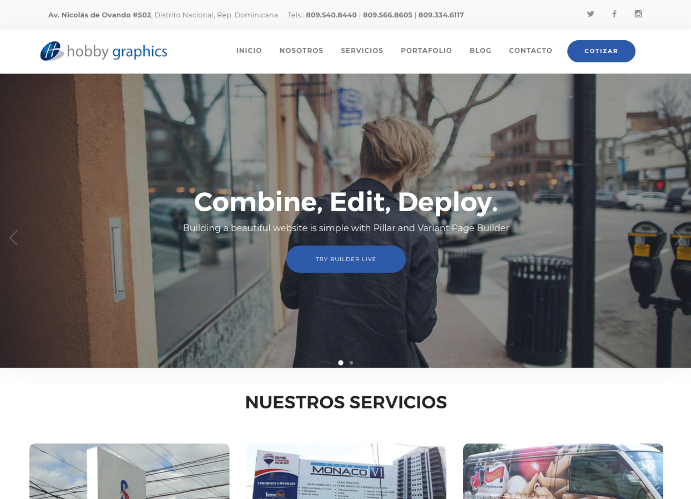 Av. Nicolás de Ovando #502, Distrito Nacional, Rep. Dominicana Tels.: 809.540.8440 | 809.566.8605 | 809.334.6117
hobby graphics
INICIO NOSOTROS SERVICIOS PORTAFOLIO BLOG CONTACTO COTIZAR
Combine, Edit, Deploy.
Building a beautiful website is simple with Pillar and Variant Page Builder
TRY BUILDER LIVE
NUESTROS SERVICIOS
MONACO VI